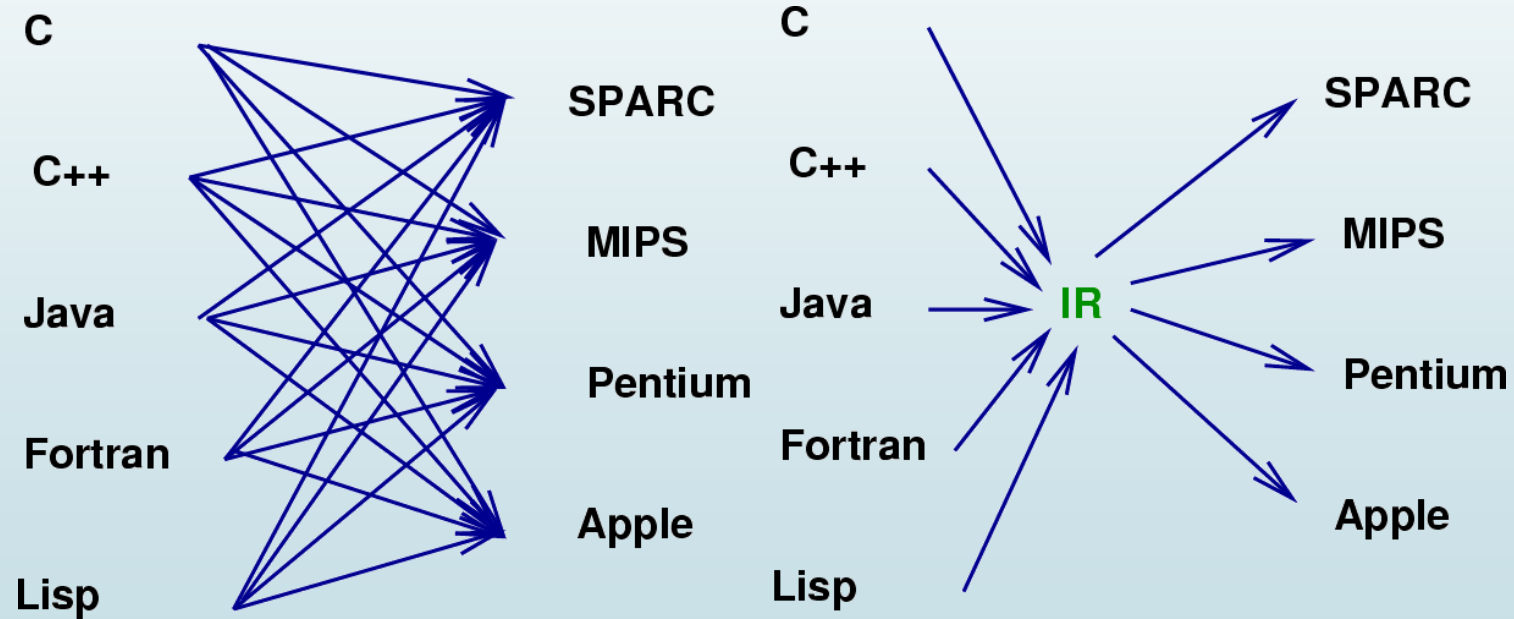 C
C++
Java
Fortran
Lisp
SPARC
MIPS
Pentium
Apple
C
C++
Java
Fortran
Lisp
IR
SPARC
MIPS
Pentium
Apple